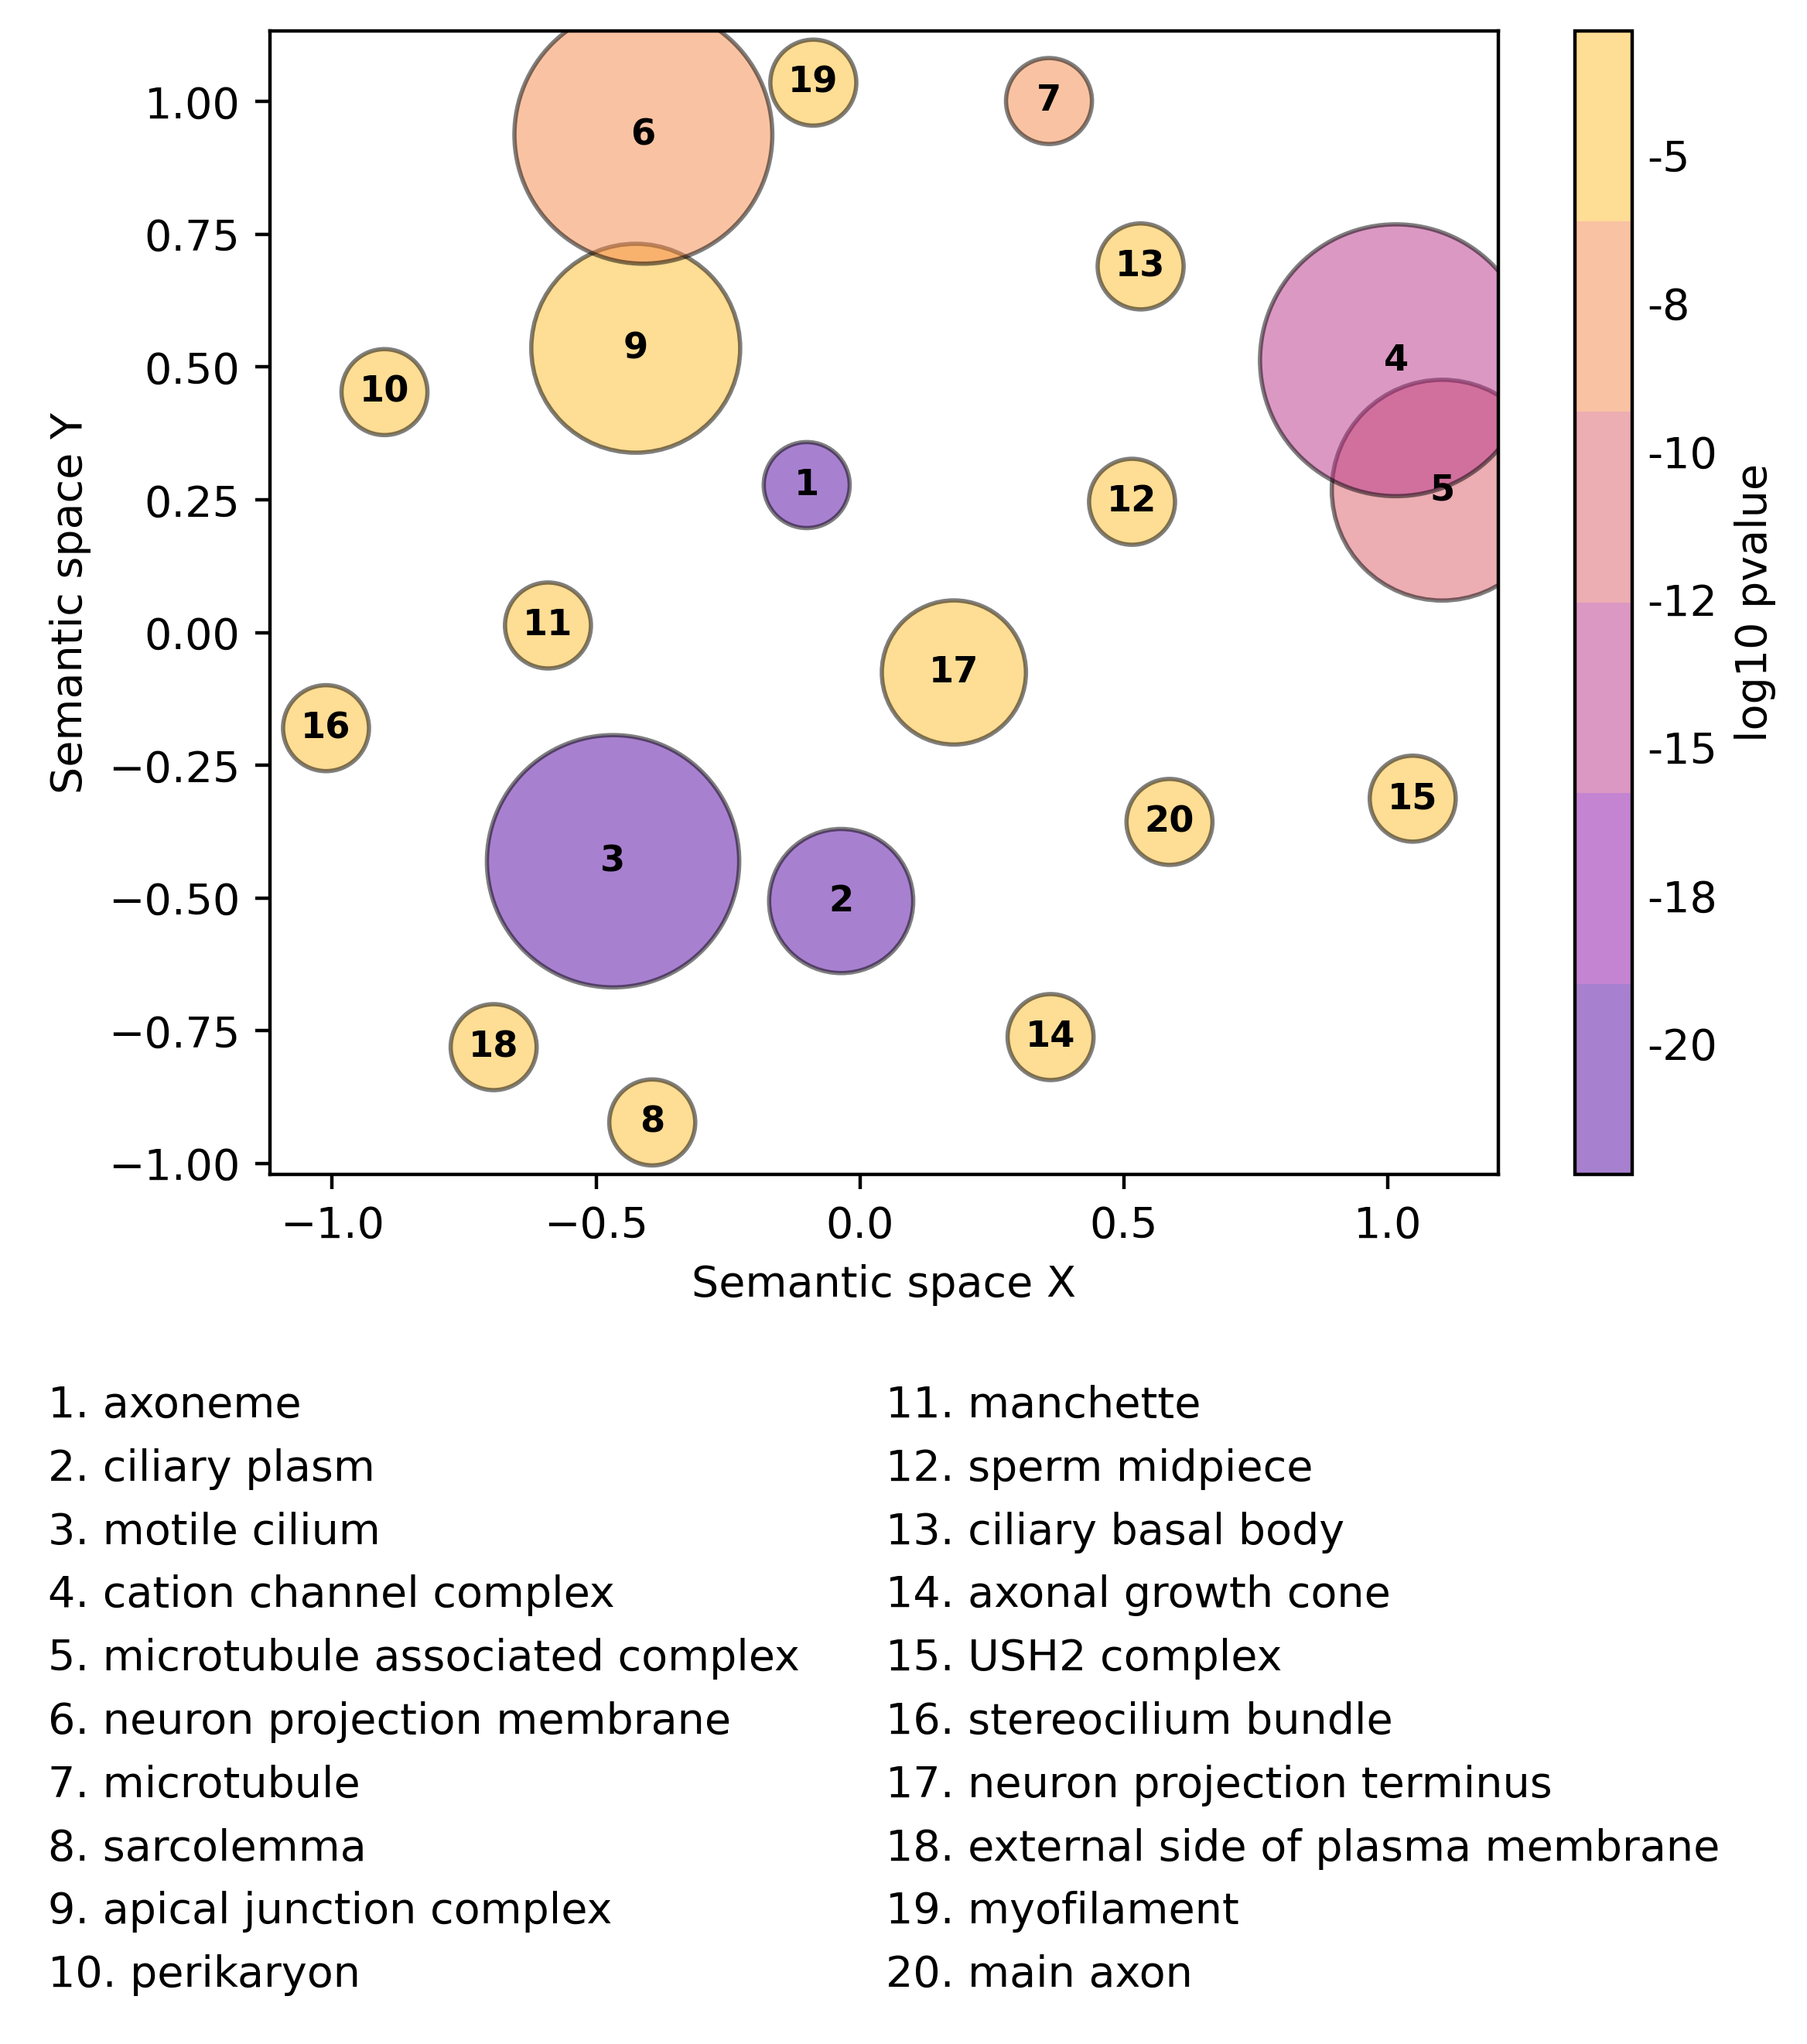 19
7
6
1.00
-5
0.75
13
-8
9
4
0.50
10
-10
5
1
12
0.25
11
-12
0.00
17
16
-15
−0.25
15
20
3
2
−0.50
-18
−0.75
18
14
-20
8
−1.00
Semantic space Y
log10 pvalue
−1.0
−0.5
0.0
0.5
1.0
Semantic space X
1. axoneme
2. ciliary plasm
3. motile cilium
4. cation channel complex
5. microtubule associated complex
6. neuron projection membrane
7. microtubule
8. sarcolemma
9. apical junction complex
10. perikaryon
11. manchette
12. sperm midpiece
13. ciliary basal body
14. axonal growth cone
15. USH2 complex
16. stereocilium bundle
17. neuron projection terminus
18. external side of plasma membrane
19. myofilament
20. main axon